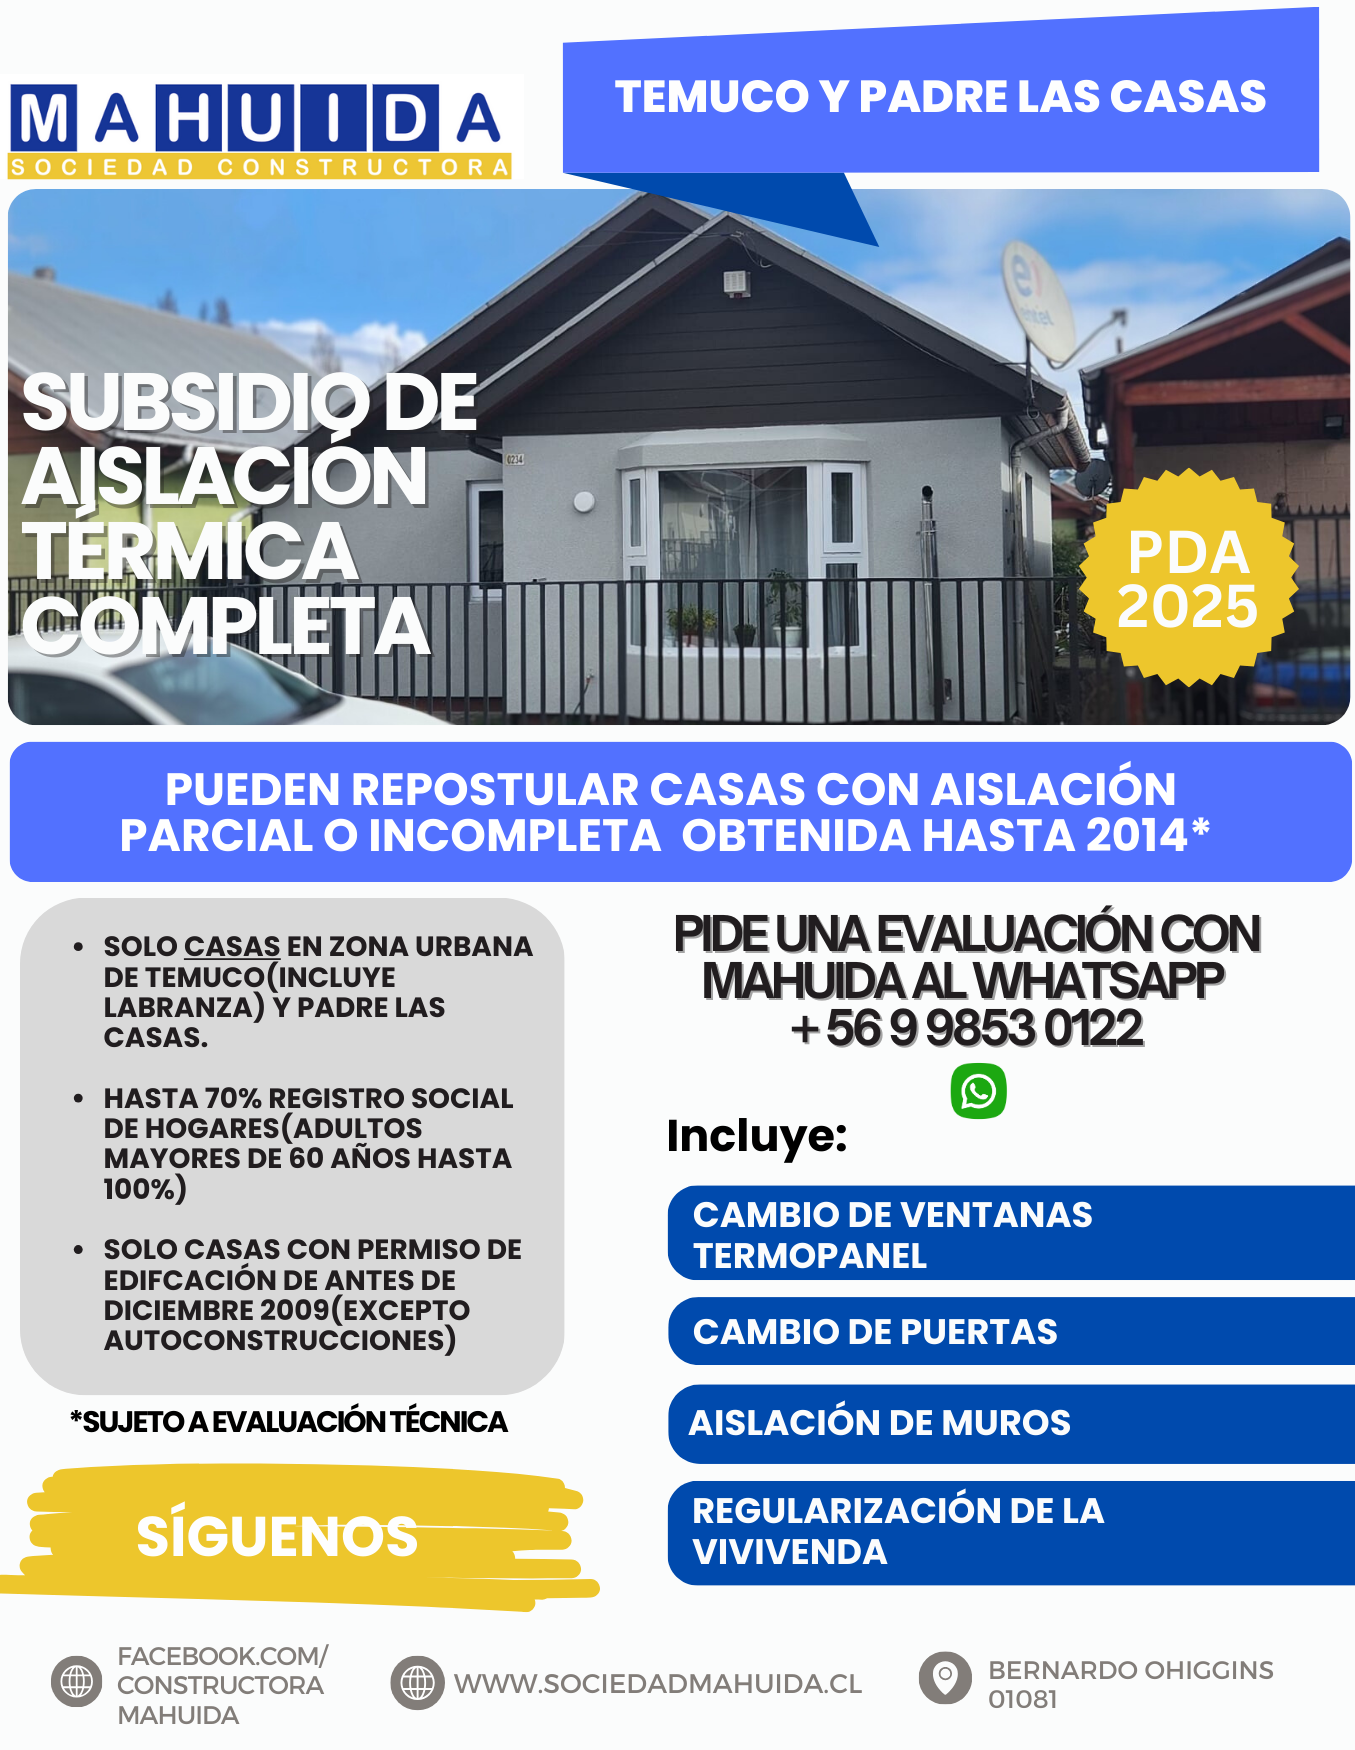 MAHUIDA
SOCIEDAD CONSTRUCTORA
TEMUCO Y PADRE LAS CASAS
entel
0234
SUBSIDIO DE
AISLACIÓN
TÉRMICA
COMPLETA
PDA
2025
PUEDEN REPOSTULAR CASAS CON AISLACIÓN
PARCIAL O INCOMPLETA OBTENIDA HASTA 2014*
• SOLO CASAS EN ZONA URBANA
DE TEMUCO(INCLUYE
LABRANZA) Y PADRE LAS
CASAS.
• HASTA 70% REGISTRO SOCIAL
DE HOGARES(ADULTOS
MAYORES DE 60 AÑOS HASTA
100%)
• SOLO CASAS CON PERMISO DE
EDIFCACIÓN DE ANTES DE
DICIEMBRE 2009(EXCEPTO
AUTOCONSTRUCCIONES)
*SUJETO A EVALUACIÓN TÉCNICA
SÍGUENOS
PIDE UNA EVALUACIÓN CON
MAHUIDA AL WHATSAPP
+ 56 9 9853 0122
Incluye:
CAMBIO DE VENTANAS
TERMOPANEL
CAMBIO DE PUERTAS
AISLACIÓN DE MUROS
REGULARIZACIÓN DE LA
VIVIVENDA
FACEBOOK.COM/
CONSTRUCTORA
MAHUIDA
WWW.SOCIEDADMAHUIDA.CL
BERNARDO OHIGGINS
01081